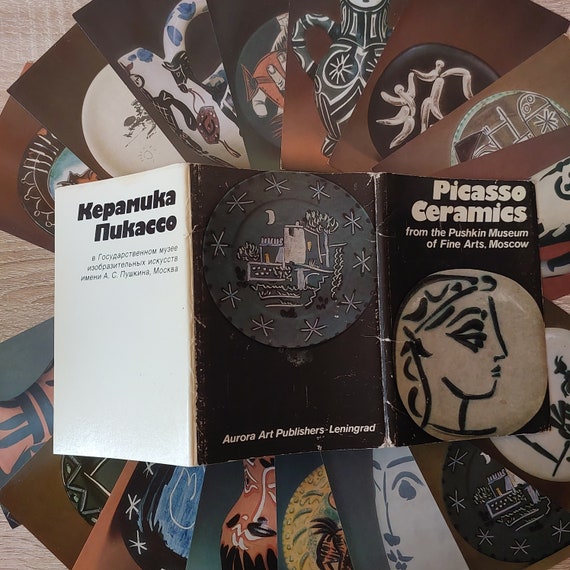 Керамика
Пикассо
в Государственном музее
изобразительных искусств
имени А. С. Пушкина, Москва
Aurora Art Publishers · Leningrad
Picasso
Ceramics
from the Pushkin Museum
of Fine Arts, Moscow